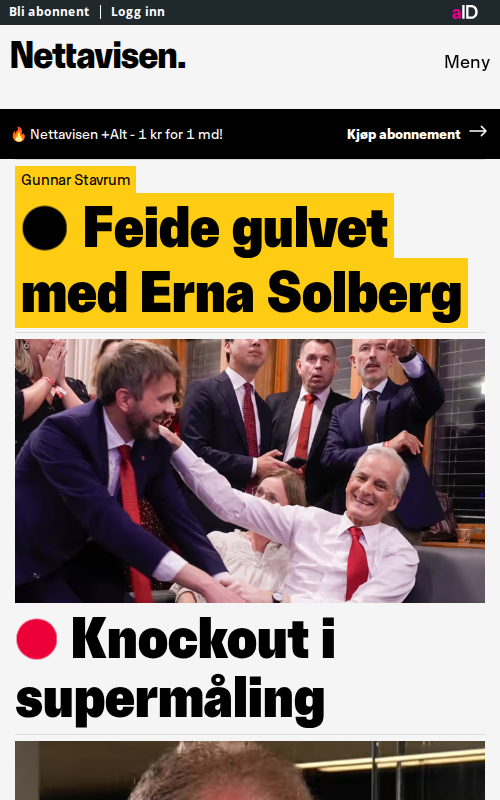 Bli abonnent | Logg inn
aID
Nettavisen.
Meny
🔥 Nettavisen +Alt - 1 kr for 1 md!
Kjøp abonnement →
Gunnar Stavrum
Feide gulvet
med Erna Solberg
Knockout i
supermåling